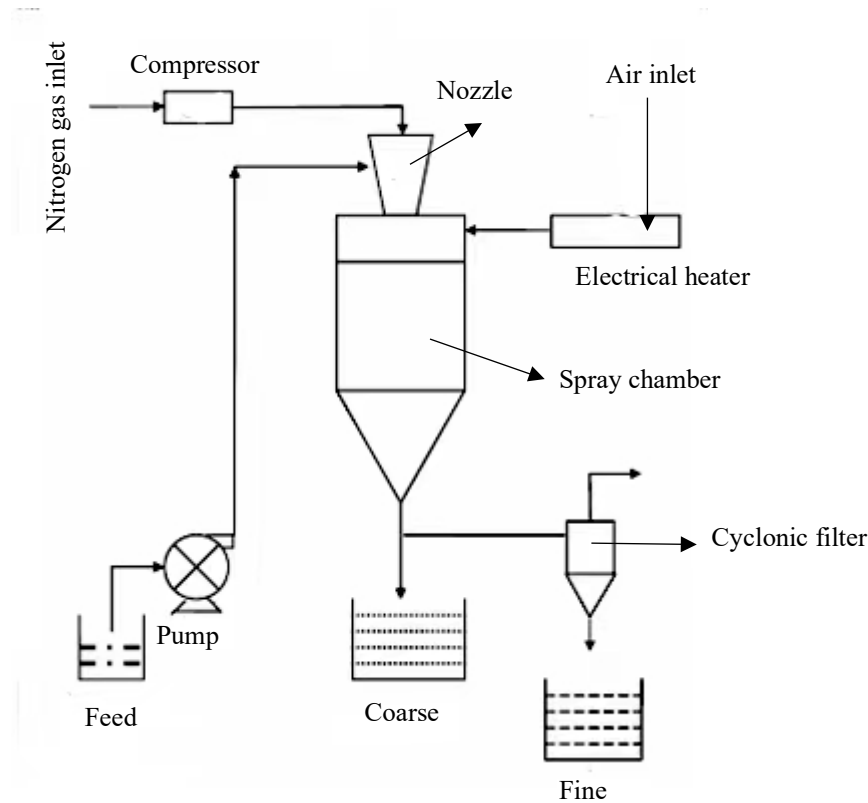 Compressor
Nitrogen gas inlet
Nozzle
Air inlet
Electrical heater
Spray chamber
Cyclonic filter
Pump
Feed
Coarse
Fine